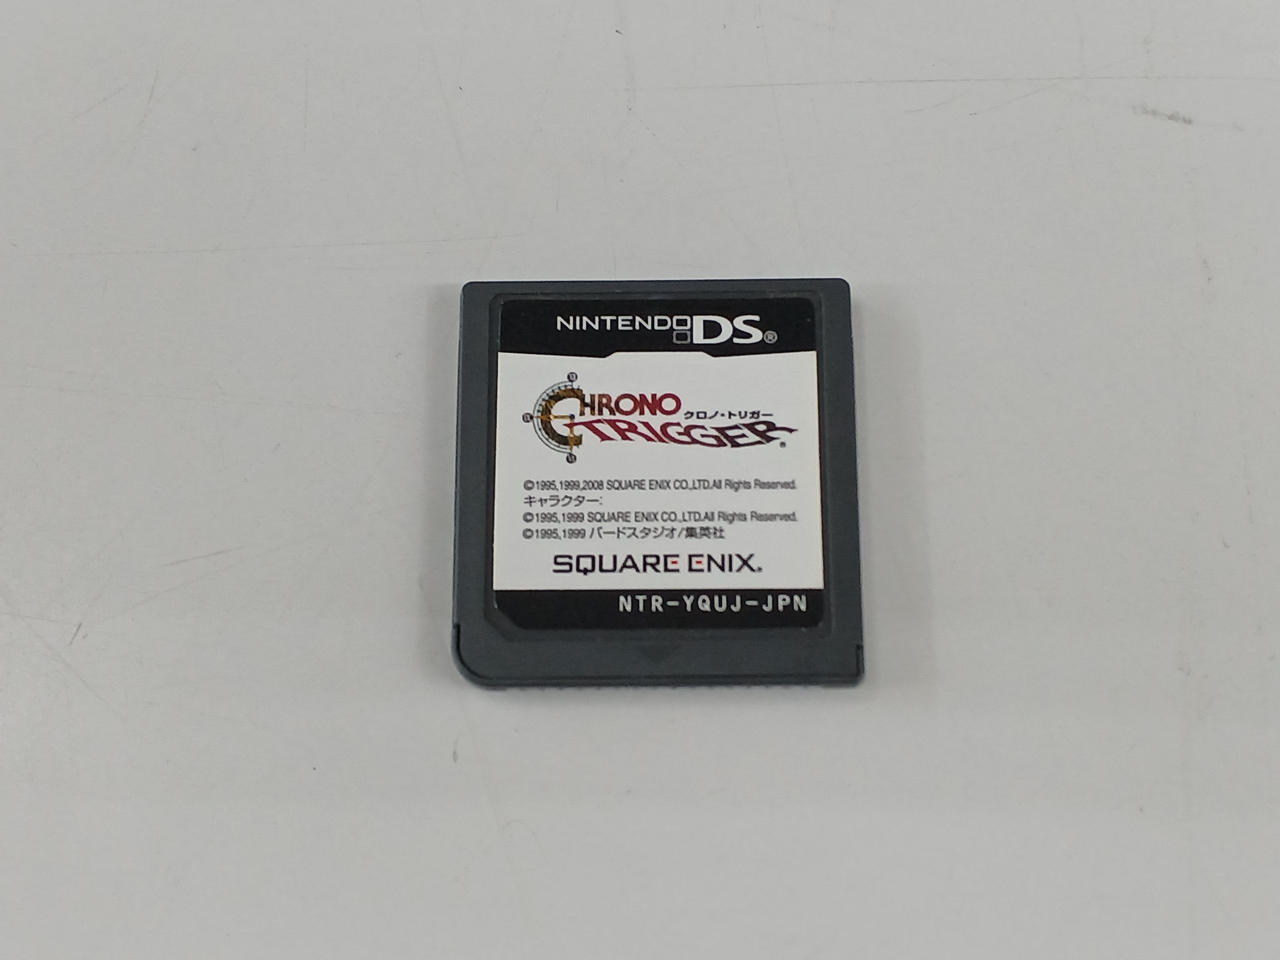 NINTENDO DS®
CHRONO
クロノ・トリガー
TRIGGER®
©1995,1999,2008 SQUARE ENIX CO.,LTD.All Rights Reserved.
キャラクター:
©1995,1999 SQUARE ENIX CO.,LTD.All Rights Reserved.
©1995,1999 バードスタジオ/集英社
SQUARE ENIX.
NTR-YQUJ-JPN